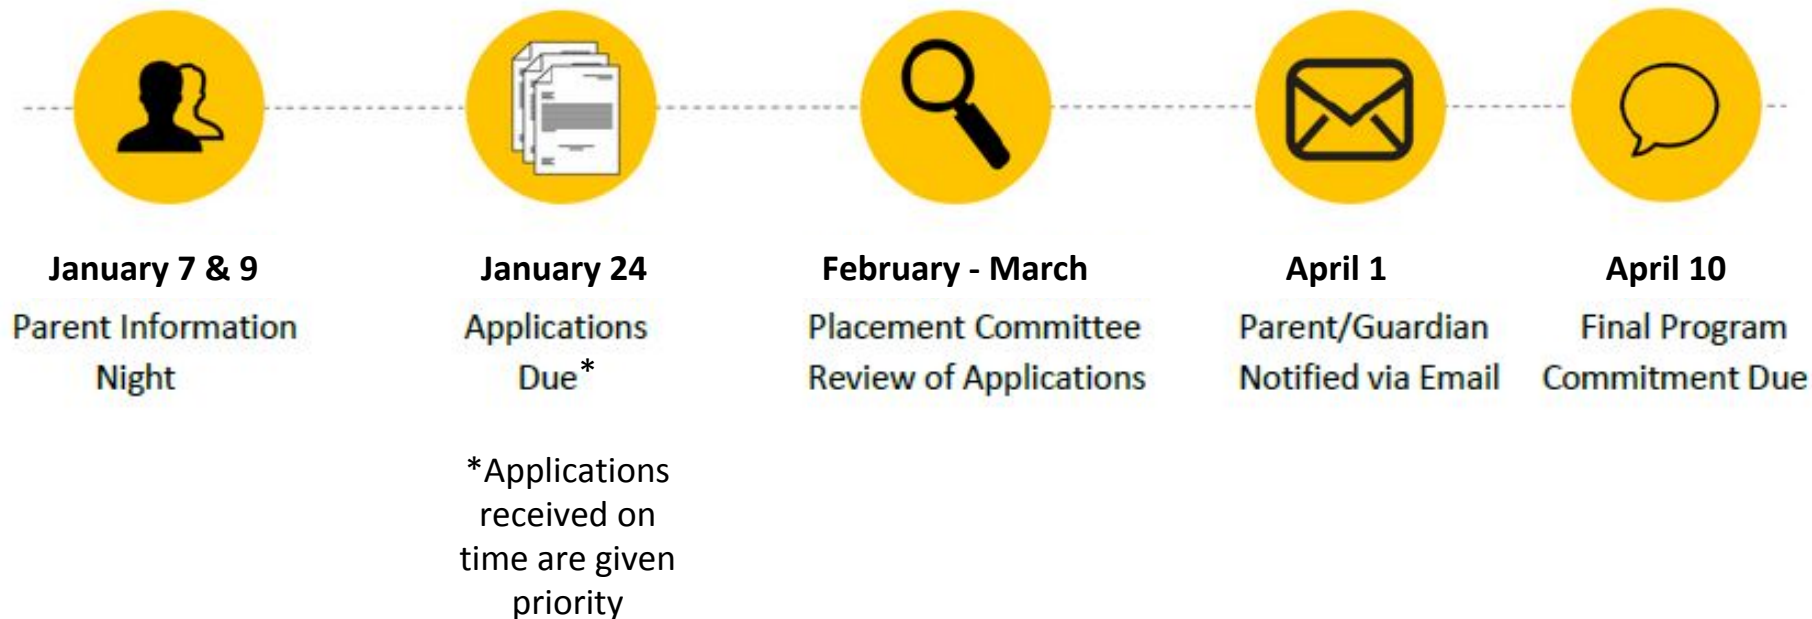 January 7 & 9
Parent Information
Night
January 24
Applications
Due*
*Applications
received on
time are given
priority
February - March
Placement Committee
Review of Applications
April 1
Parent/Guardian
Notified via Email
April 10
Final Program
Commitment Due